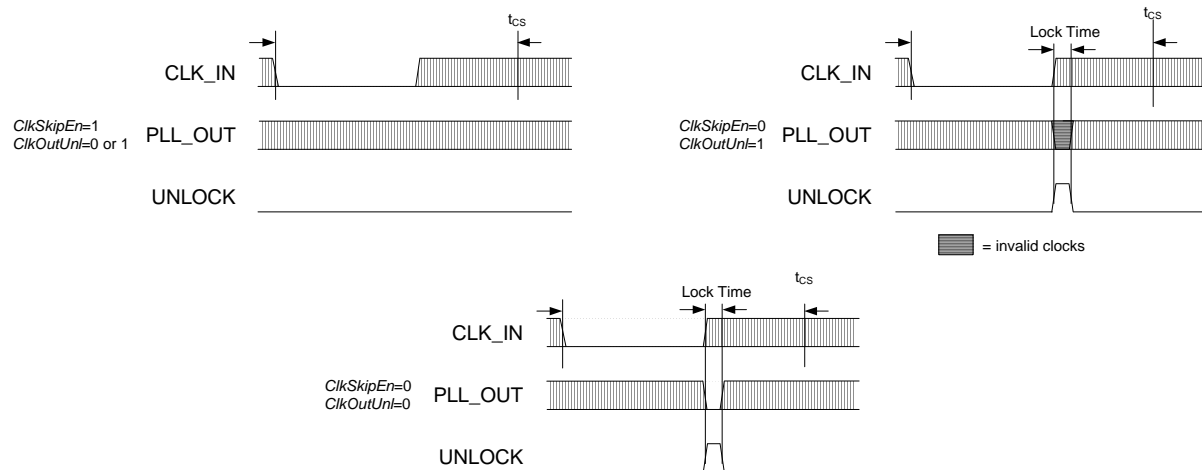 tCS
CLK_IN
ClkSkipEn=1
ClkOutUnl=0 or 1
PLL_OUT
UNLOCK
tCS
Lock Time
CLK_IN
ClkSkipEn=0
ClkOutUnl=1
PLL_OUT
UNLOCK
= invalid clocks
tCS
Lock Time
CLK_IN
ClkSkipEn=0
ClkOutUnl=0
PLL_OUT
UNLOCK